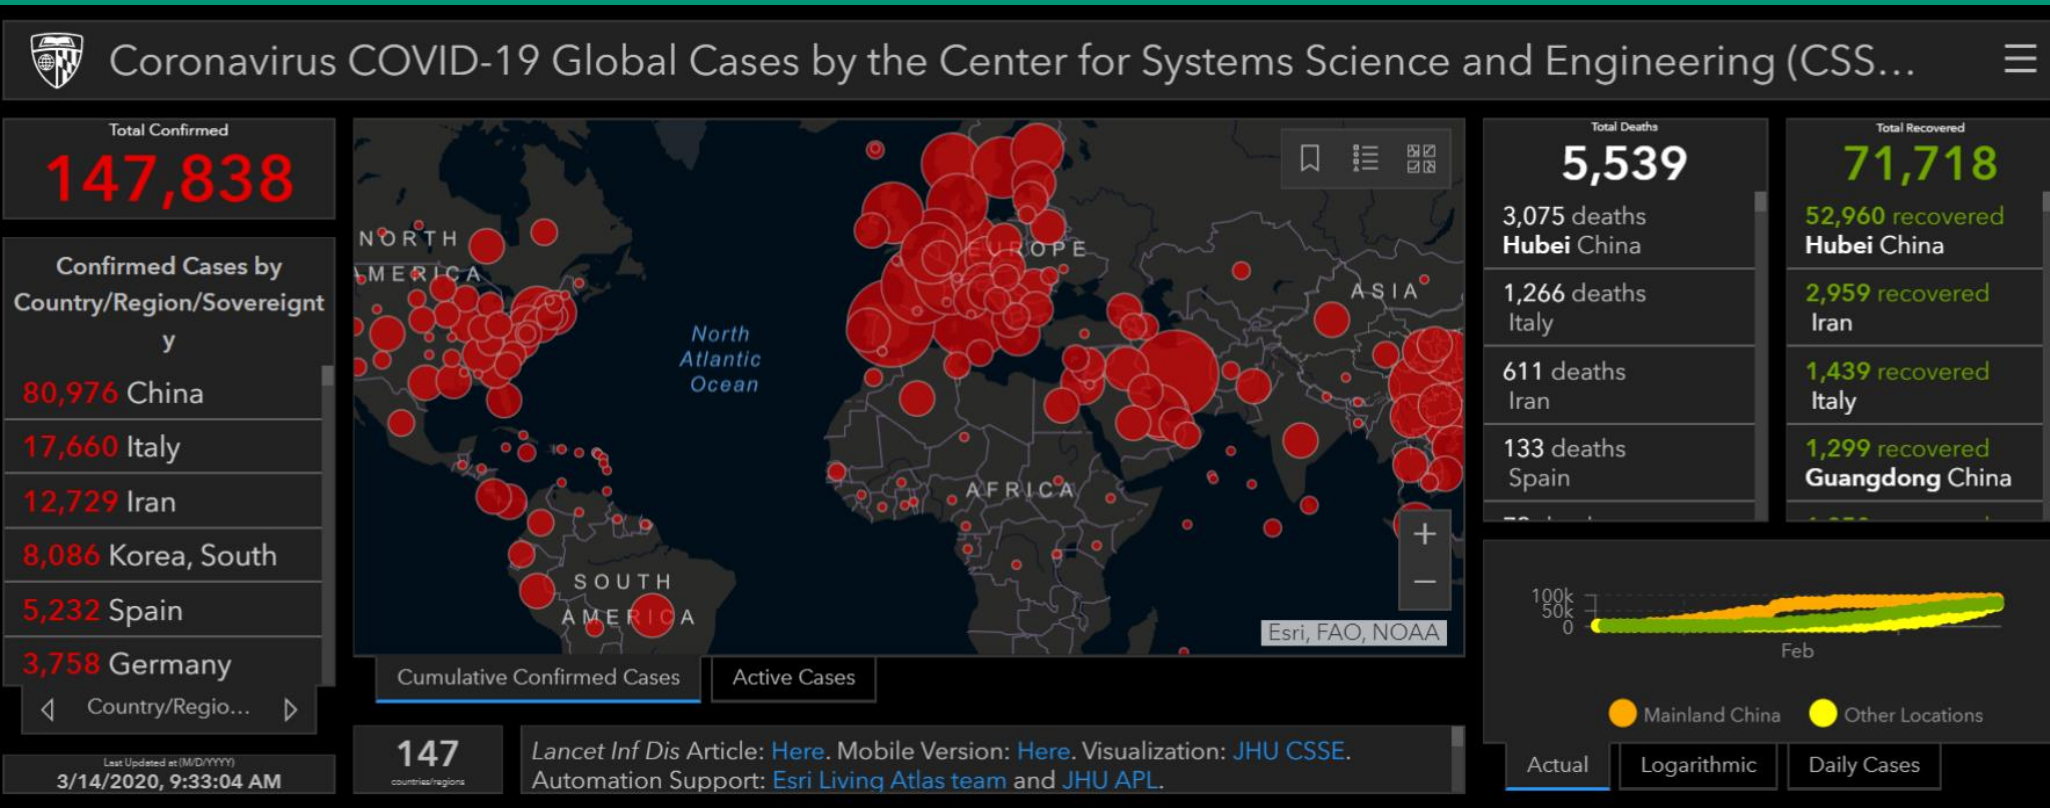 Coronavirus COVID-19 Global Cases by the Center for Systems Science and Engineering (CSS...
Total Confirmed
147,838
Confirmed Cases by
Country/Region/Sovereignt
y
80,976 China
17,660 Italy
12,729 Iran
8,086 Korea, South
5,232 Spain
3,758 Germany
Country/Regio...
Last Updated at (M/D/YYYY)
3/14/2020, 9:33:04 AM
NORTH
AMERICA
North
Atlantic
Ocean
EUROPE
ASIA
AFRICA
SOUTH
AMERICA
+
−
Esri, FAO, NOAA
Cumulative Confirmed Cases
Active Cases
147
countries/regions
Lancet Inf Dis Article: Here. Mobile Version: Here. Visualization: JHU CSSE.
Automation Support: Esri Living Atlas team and JHU APL.
Total Deaths
5,539
3,075 deaths
Hubei China
1,266 deaths
Italy
611 deaths
Iran
133 deaths
Spain
Total Recovered
71,718
52,960 recovered
Hubei China
2,959 recovered
Iran
1,439 recovered
Italy
1,299 recovered
Guangdong China
100k
50k
0
Feb
Mainland China
Other Locations
Actual
Logarithmic
Daily Cases